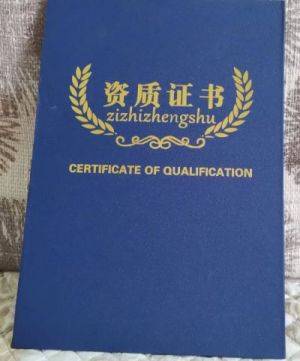 资质证书
zizhizhengshu
CERTIFICATE OF QUALIFICATION